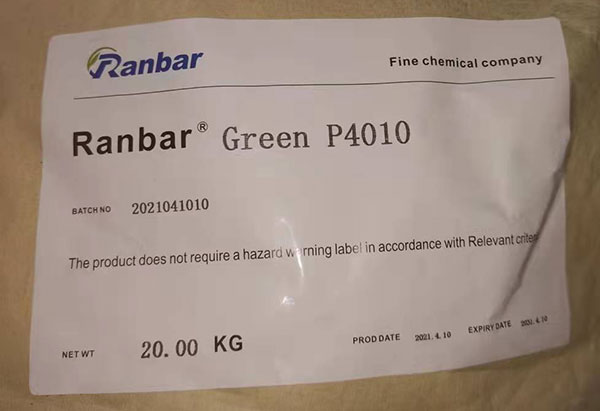 Ranbar
Fine chemical company
Ranbar® Green P4010
BATCH NO 2021041010
The product does not require a hazard warning label in accordance with Relevant
NET WT 20.00 KG
PROD DATE 2021. 4. 10
EXPIRY DATE